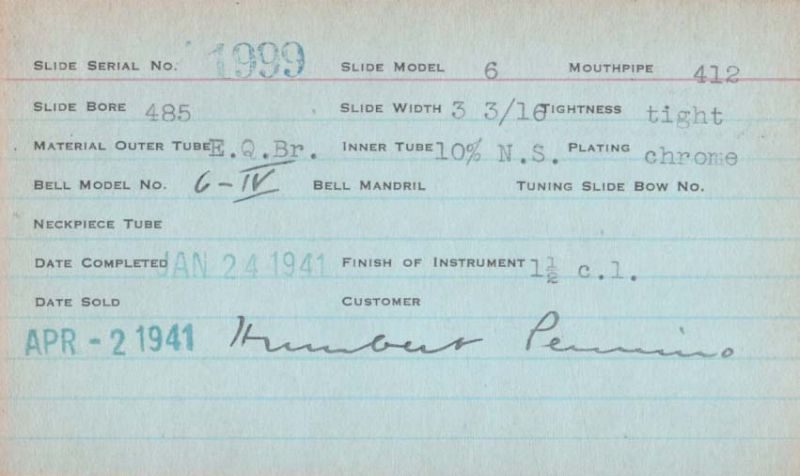 SLIDE SERIAL NO. 1999 SLIDE MODEL 6 MOUTHPIPE 412
SLIDE BORE 485 SLIDE WIDTH 3 3/16 TIGHTNESS tight
MATERIAL OUTER TUBE E.Q.Br. INNER TUBE 10% N.S. PLATING chrome
BELL MODEL NO. 6-IV BELL MANDRIL TUNING SLIDE BOW NO.
NECKPIECE TUBE
DATE COMPLETED JAN 24 1941 FINISH OF INSTRUMENT 1½ c.l.
DATE SOLD CUSTOMER
APR - 2 1941 Humbert Pennino